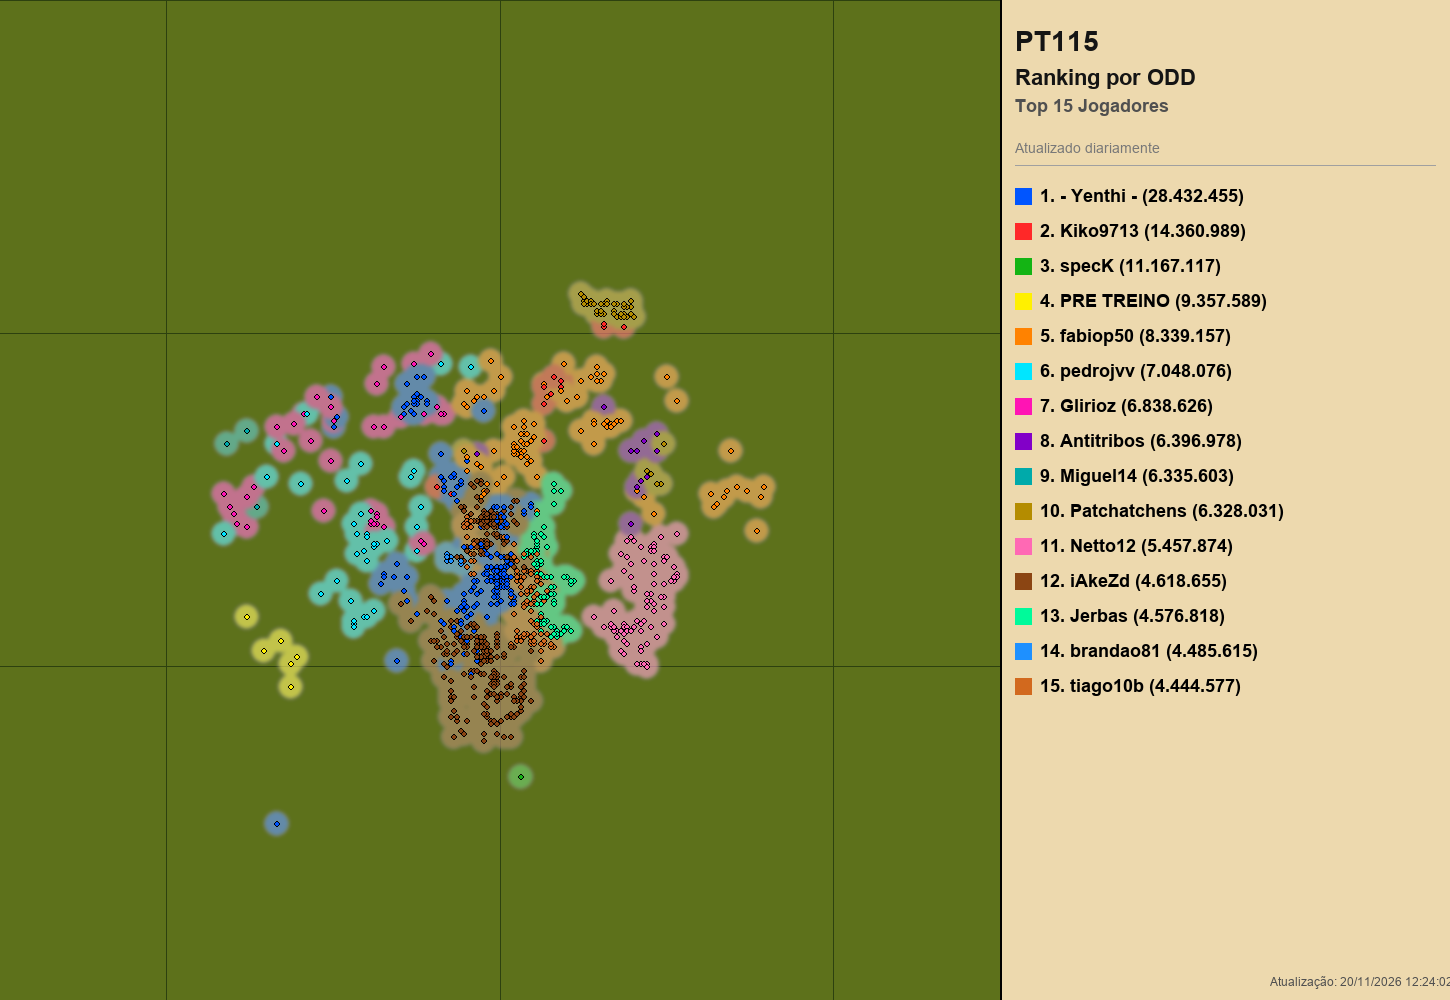 PT115
Ranking por ODD
Top 15 Jogadores
Atualizado diariamente
1. - Yenthi - (28.432.455)
2. Kiko9713 (14.360.989)
3. specK (11.167.117)
4. PRE TREINO (9.357.589)
5. fabiop50 (8.339.157)
6. pedrojvv (7.048.076)
7. Glirioz (6.838.626)
8. Antitribos (6.396.978)
9. Miguel14 (6.335.603)
10. Patchatchens (6.328.031)
11. Netto12 (5.457.874)
12. iAkeZd (4.618.655)
13. Jerbas (4.576.818)
14. brandao81 (4.485.615)
15. tiago10b (4.444.577)
Atualização: 20/11/2026 12:24:02